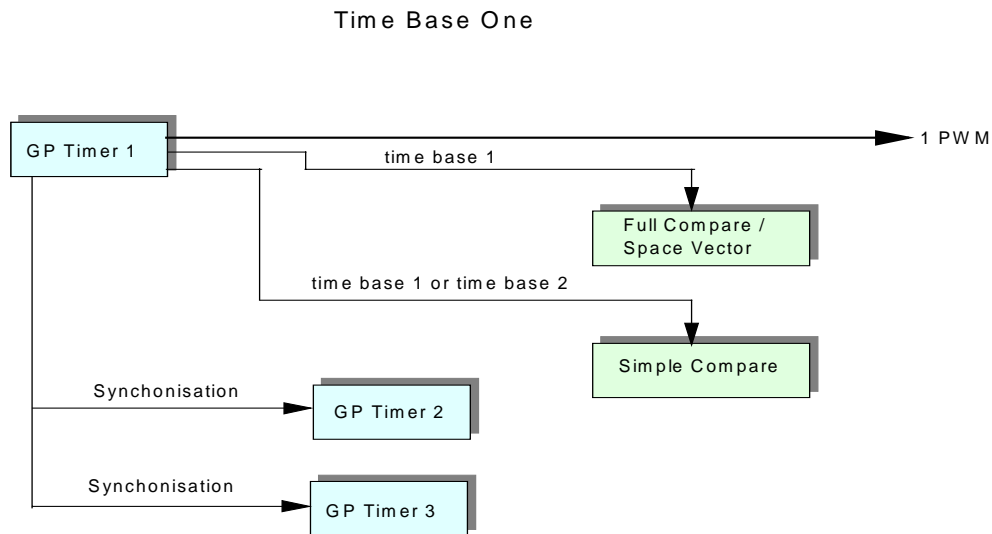 Time Base One
GP Timer 1
1 PWM
time base 1
Full Compare /
Space Vector
time base 1 or time base 2
Simple Compare
Synchonisation
GP Timer 2
Synchonisation
GP Timer 3